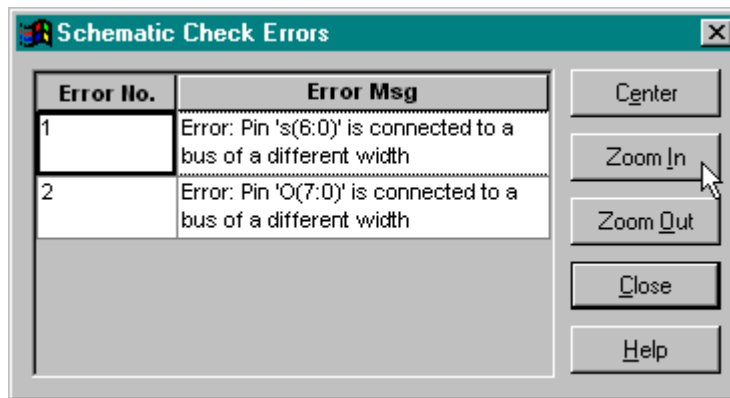 Schematic Check Errors
Error No. Error Msg
1 Error: Pin 's(6:0)' is connected to a
bus of a different width
2 Error: Pin 'O(7:0)' is connected to a
bus of a different width
Center
Zoom In
Zoom Out
Close
Help